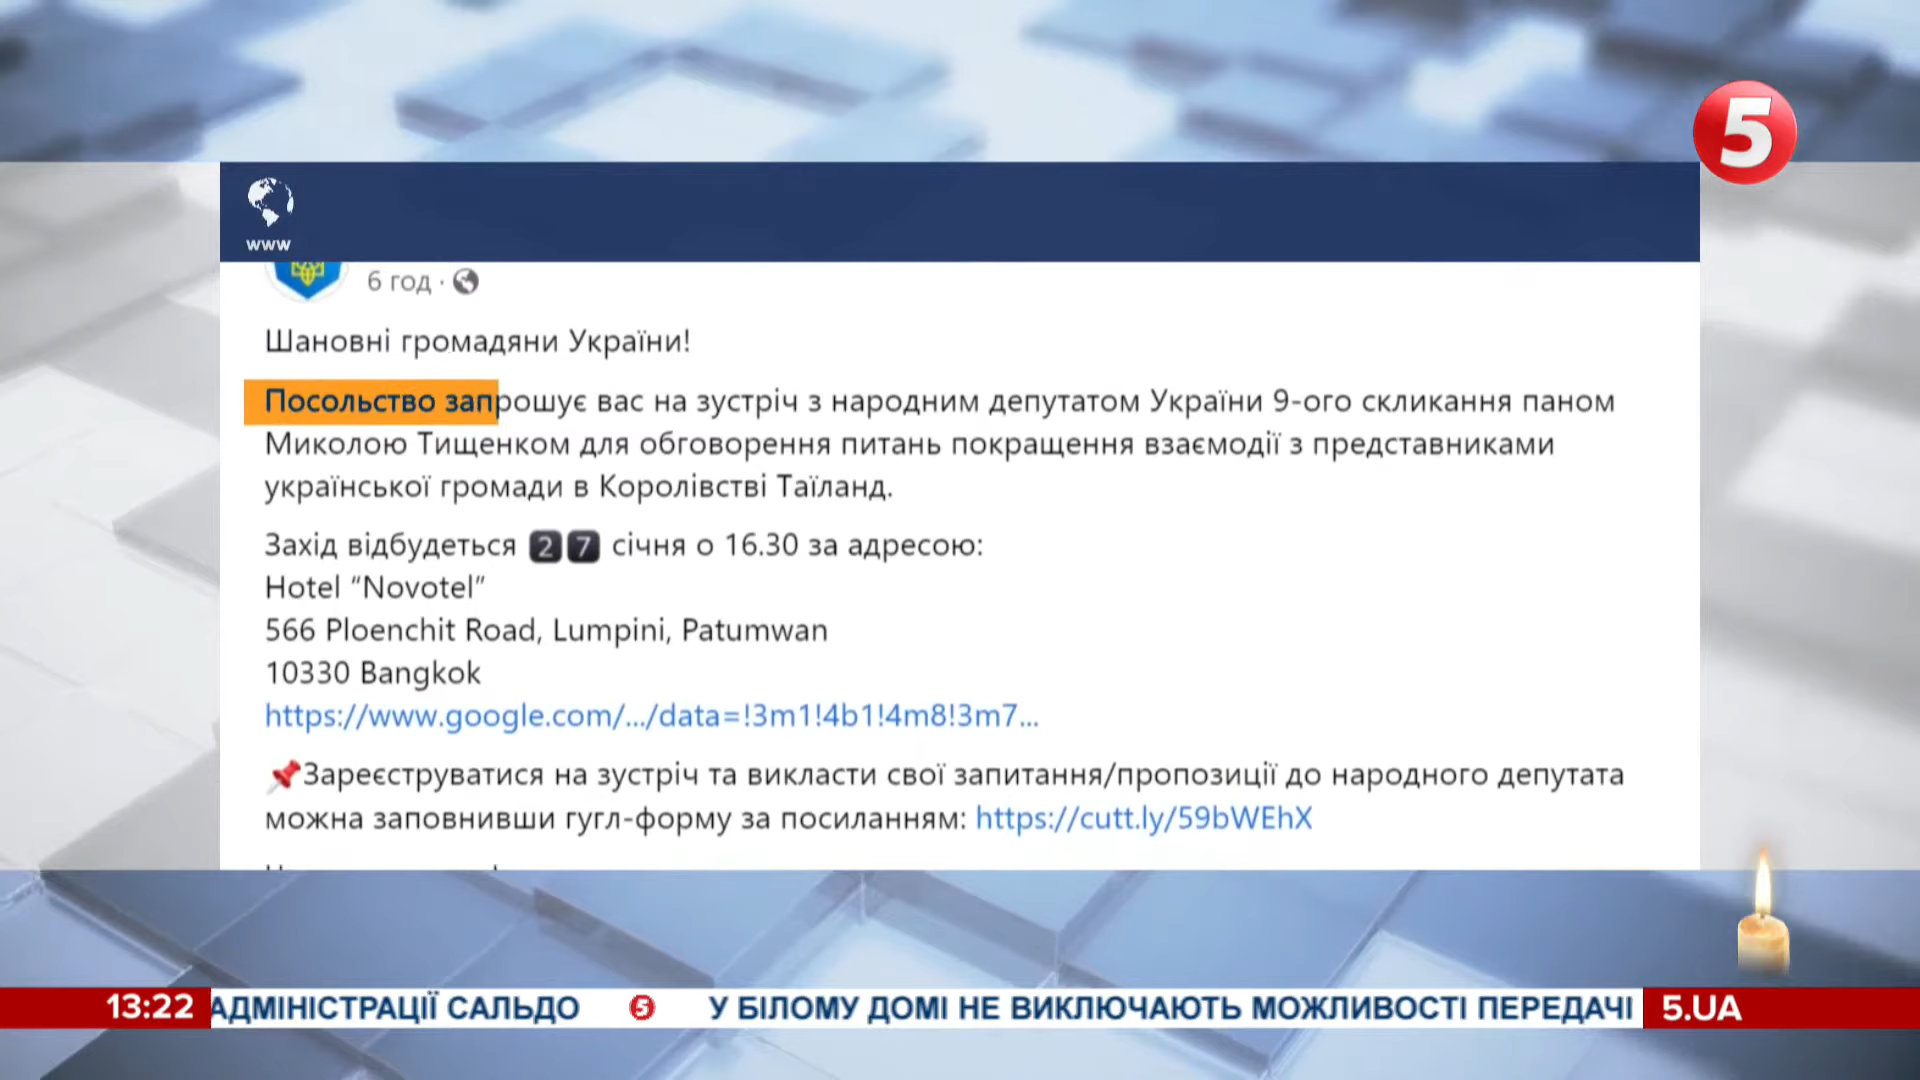 5
www
6 год ·
Шановні громадяни України!
Посольство запрошує вас на зустріч з народним депутатом України 9-ого скликання паном
Миколою Тищенком для обговорення питань покращення взаємодії з представниками
української громади в Королівстві Таїланд.
Захід відбудеться 27 січня о 16.30 за адресою:
Hotel “Novotel”
566 Ploenchit Road, Lumpini, Patumwan
10330 Bangkok
https://www.google.com/.../data=!3m1!4b1!4m8!3m7...
📌Зареєструватися на зустріч та викласти свої запитання/пропозиції до народного депутата
можна заповнивши гугл-форму за посиланням: https://cutt.ly/59bWEhX
13:22 АДМІНІСТРАЦІЇ САЛЬДО 5 У БІЛОМУ ДОМІ НЕ ВИКЛЮЧАЮТЬ МОЖЛИВОСТІ ПЕРЕДАЧІ 5.UA